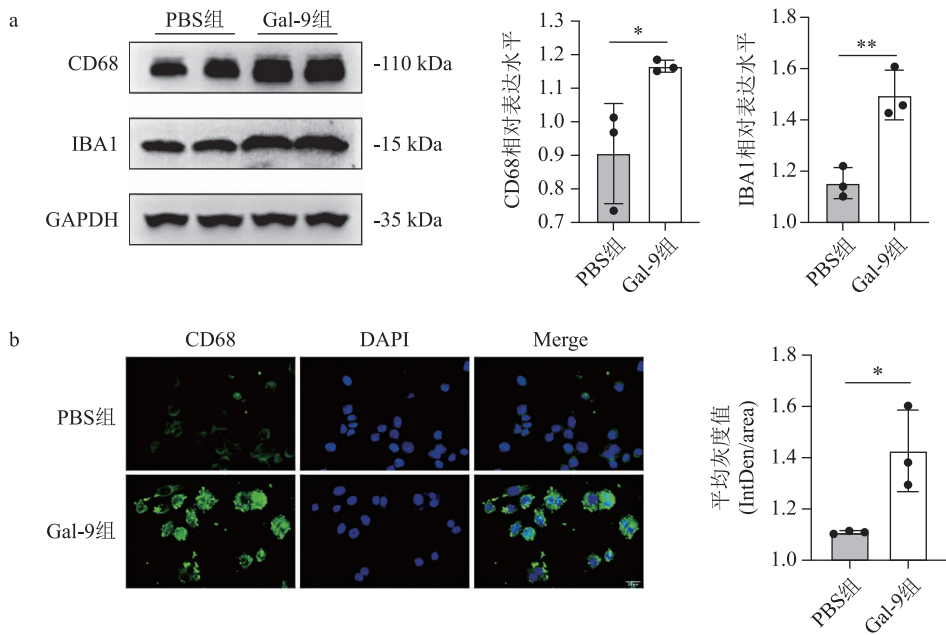 a
PBS组 Gal-9组
CD68 -110 kDa
IBA1 -15 kDa
GAPDH -35 kDa
CD68相对表达水平
1.3
1.2
1.1
1.0
0.9
0.8
0.7
*
PBS组
Gal-9组
IBA1相对表达水平
1.8
1.6
1.4
1.2
1.0
**
PBS组
Gal-9组
b
CD68 DAPI Merge
PBS组
Gal-9组
平均灰度值
(IntDen/area)
1.8
1.6
1.4
1.2
1.0
*
PBS组
Gal-9组